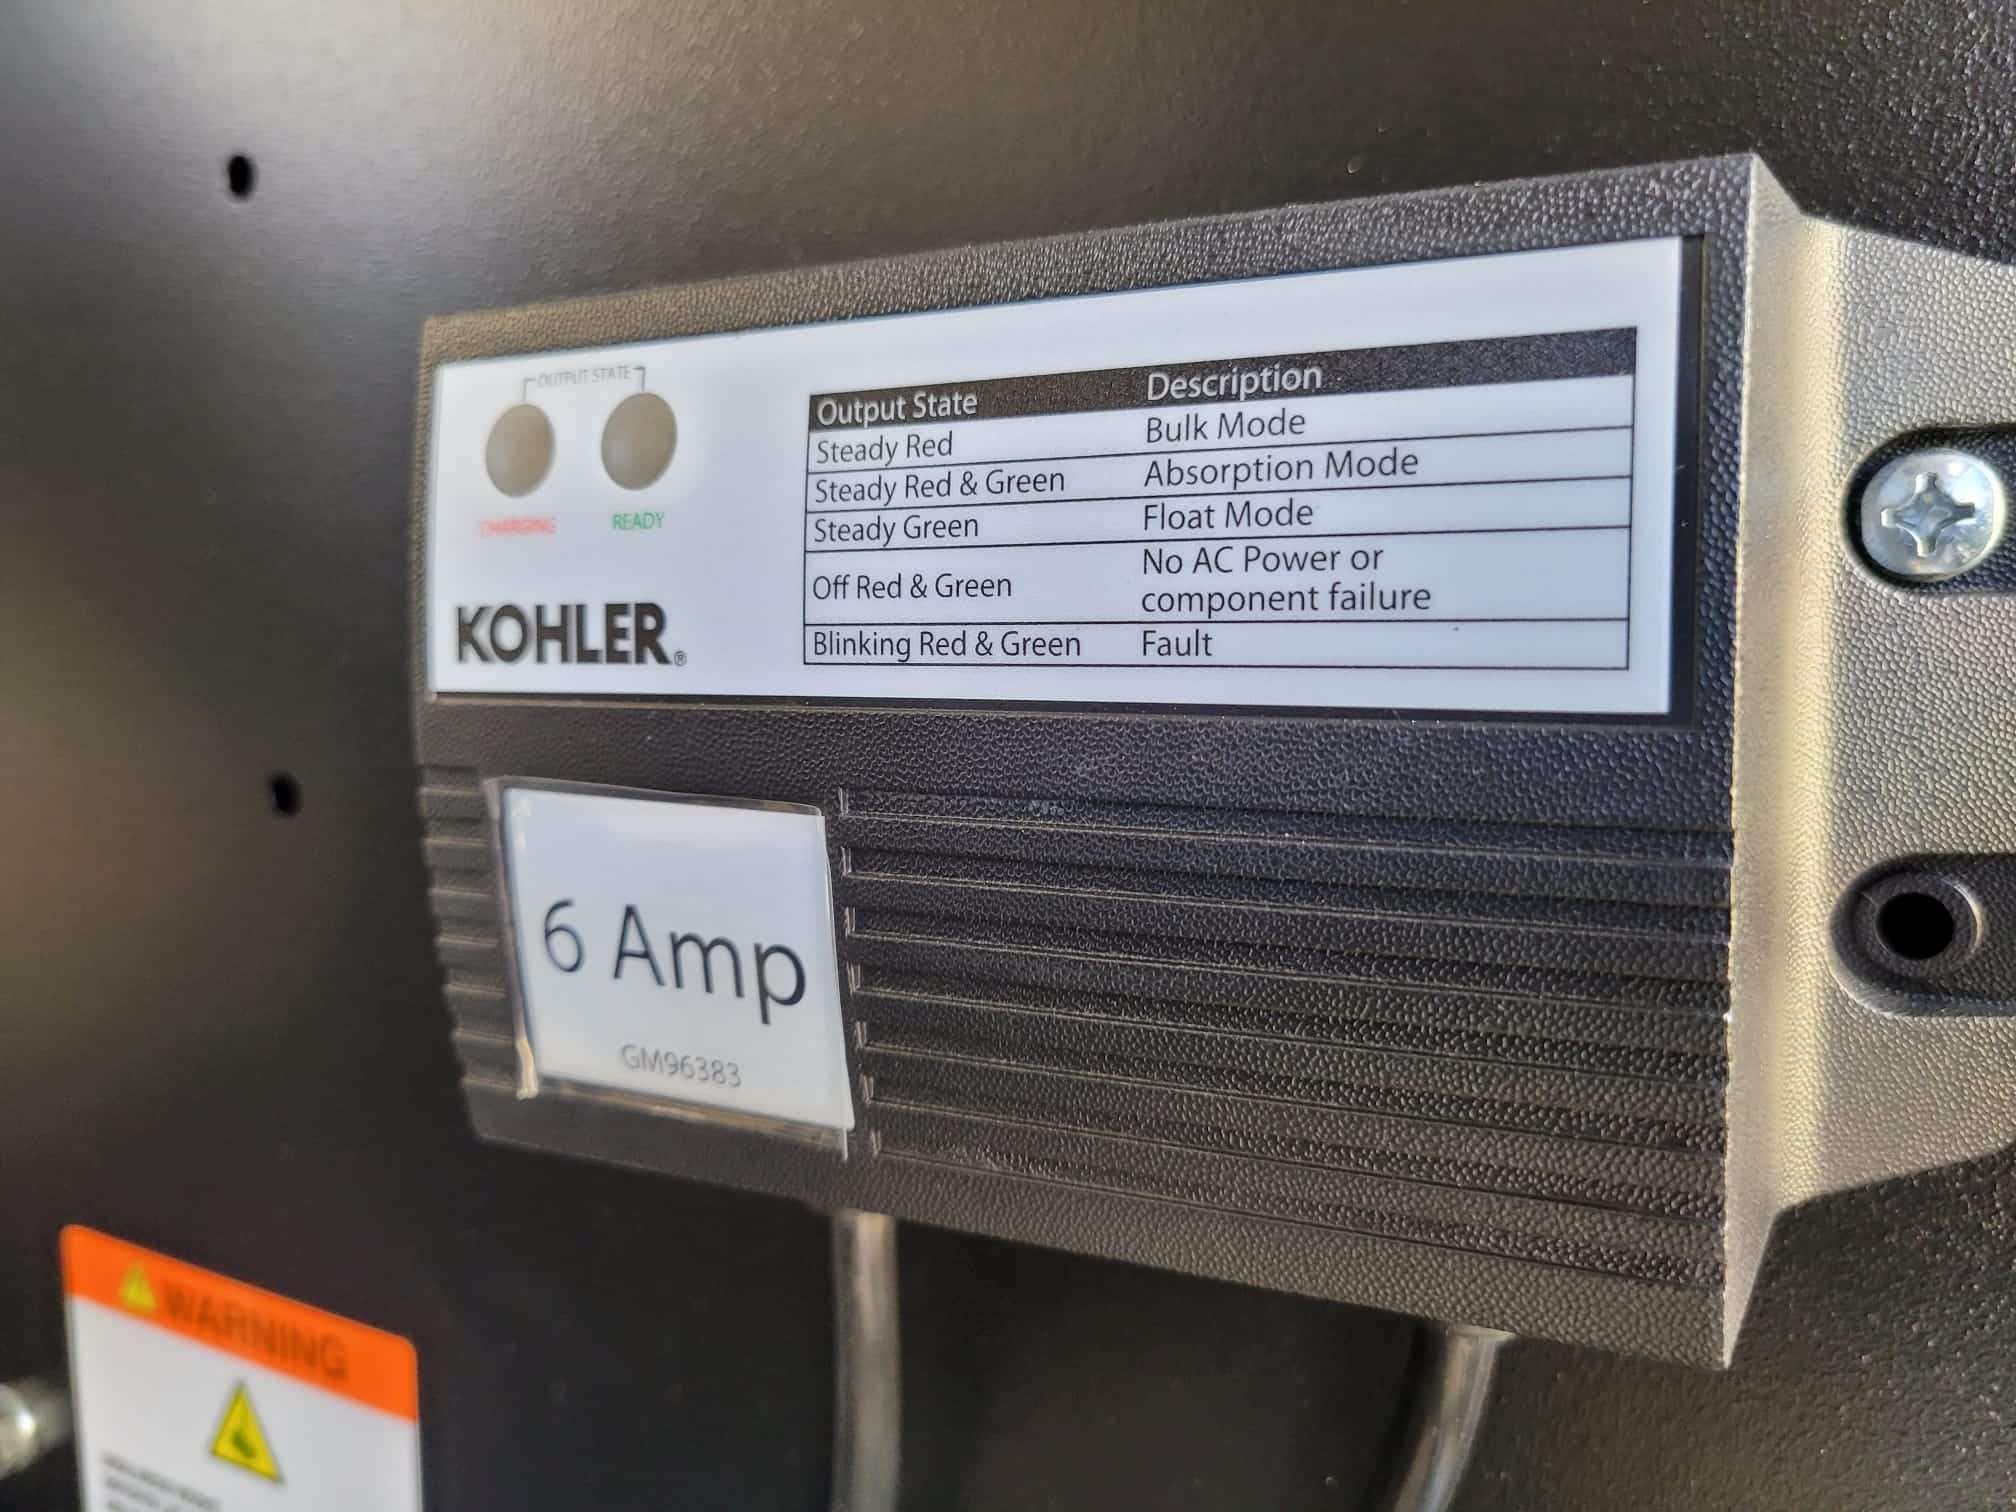 OUTPUT STATE
CHARGING READY
KOHLER®
Output State Description
Steady Red Bulk Mode
Steady Red & Green Absorption Mode
Steady Green Float Mode
Off Red & Green No AC Power or
component failure
Blinking Red & Green Fault
6 Amp
GM96383
WARNING